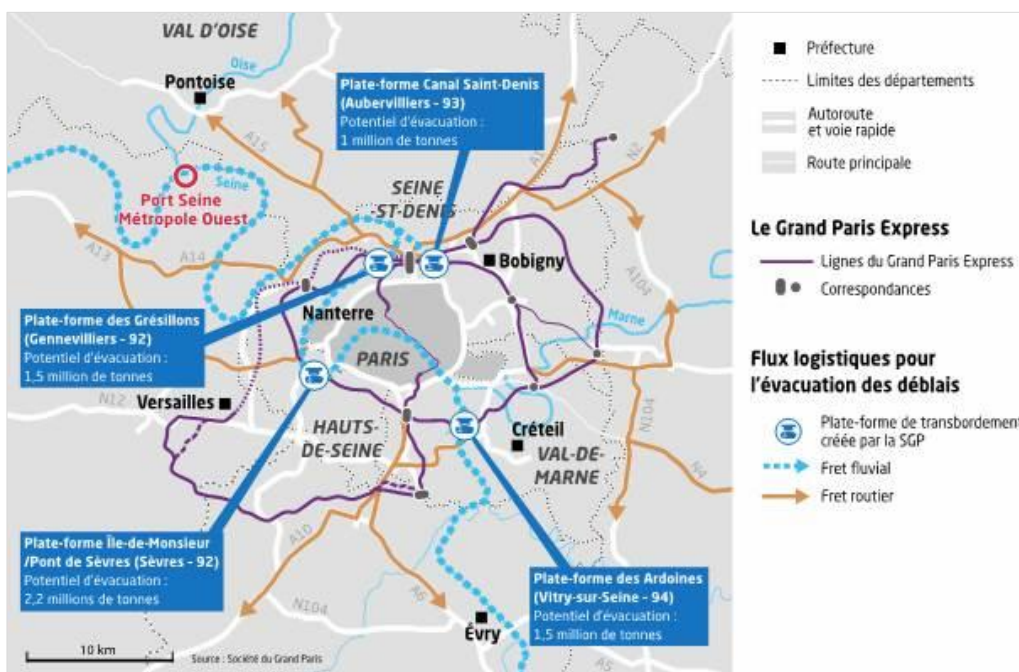 VAL D'OISE
Oise
Pontoise
Plate-forme Canal Saint-Denis
(Aubervilliers - 93)
Potentiel d'évacuation :
1 million de tonnes
A15
A1
N2
Seine
Port Seine
Métropole Ouest
SEINE
-ST-DENIS
A13
A14
Bobigny
A104
Marne
Nanterre
Plate-forme des Grésillons
(Gennevilliers - 92)
Potentiel d'évacuation :
1,5 million de tonnes
PARIS
N12
Versailles
HAUTS-
DE-SEINE
Créteil
VAL-DE-
MARNE
N104
N4
Plate-forme Île-de-Monsieur
/Pont de Sèvres (Sèvres - 92)
Potentiel d'évacuation :
2,2 millions de tonnes
A10
N104
A6
Plate-forme des Ardoines
(Vitry-sur-Seine - 94)
Potentiel d'évacuation :
1,5 million de tonnes
Évry
A5
10 km
Source : Société du Grand Paris
Préfecture
Limites des départements
Autoroute
et voie rapide
Route principale
Le Grand Paris Express
Lignes du Grand Paris Express
Correspondances
Flux logistiques pour
l'évacuation des déblais
Plate-forme de transbordement
créée par la SGP
Fret fluvial
Fret routier